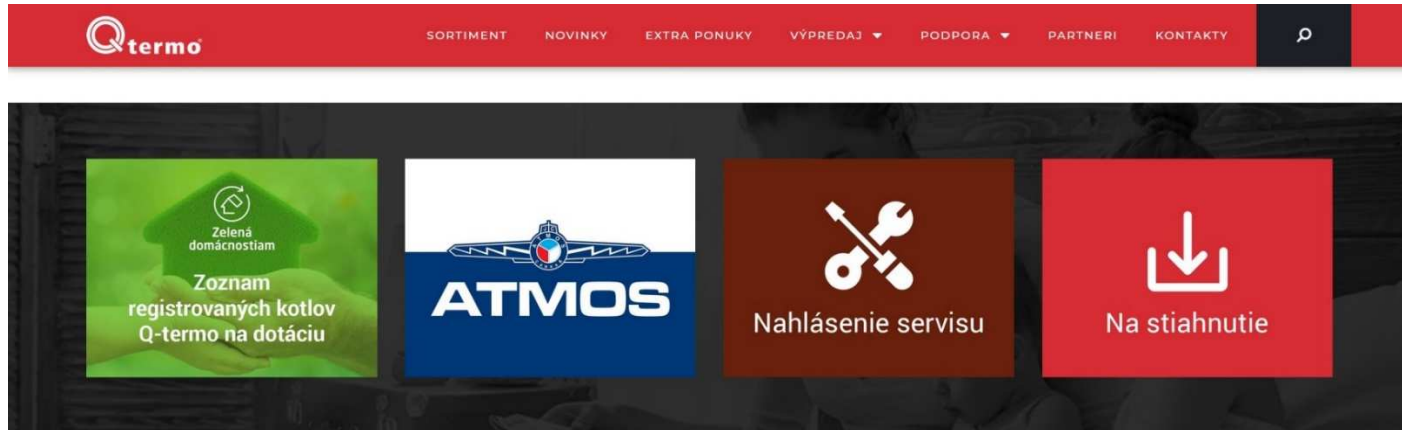 Qtermo
SORTIMENT
NOVINKY
EXTRA PONUKY
VÝPREDAJ
PODPORA
PARTNERI
KONTAKTY
Zelená
domácnostiam
Zoznam
registrovaných kotlov
Q-termo na dotáciu
ATMOS
Nahlásenie servisu
Na stiahnutie